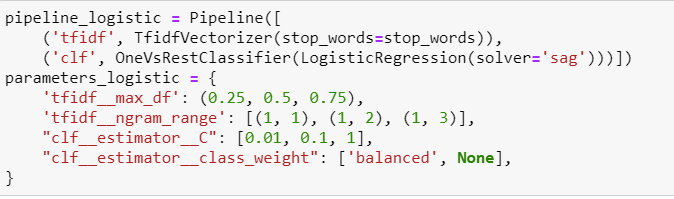 pipeline_logistic = Pipeline([
    ('tfidf', TfidfVectorizer(stop_words=stop_words)),
    ('clf', OneVsRestClassifier(LogisticRegression(solver='sag')))])
parameters_logistic = {
    'tfidf__max_df': (0.25, 0.5, 0.75),
    'tfidf__ngram_range': [(1, 1), (1, 2), (1, 3)],
    "clf__estimator__C": [0.01, 0.1, 1],
    "clf__estimator__class_weight": ['balanced', None],
}